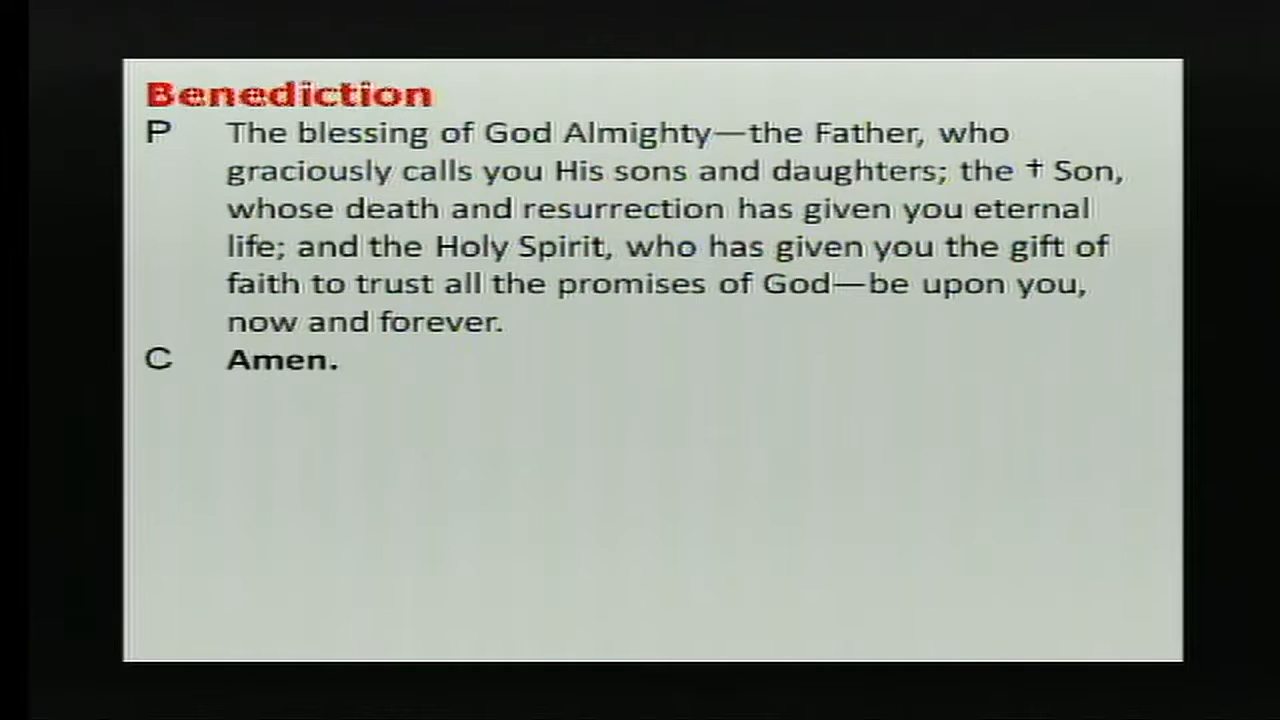 Benediction
P The blessing of God Almighty—the Father, who
graciously calls you His sons and daughters; the † Son,
whose death and resurrection has given you eternal
life; and the Holy Spirit, who has given you the gift of
faith to trust all the promises of God—be upon you,
now and forever.
C Amen.